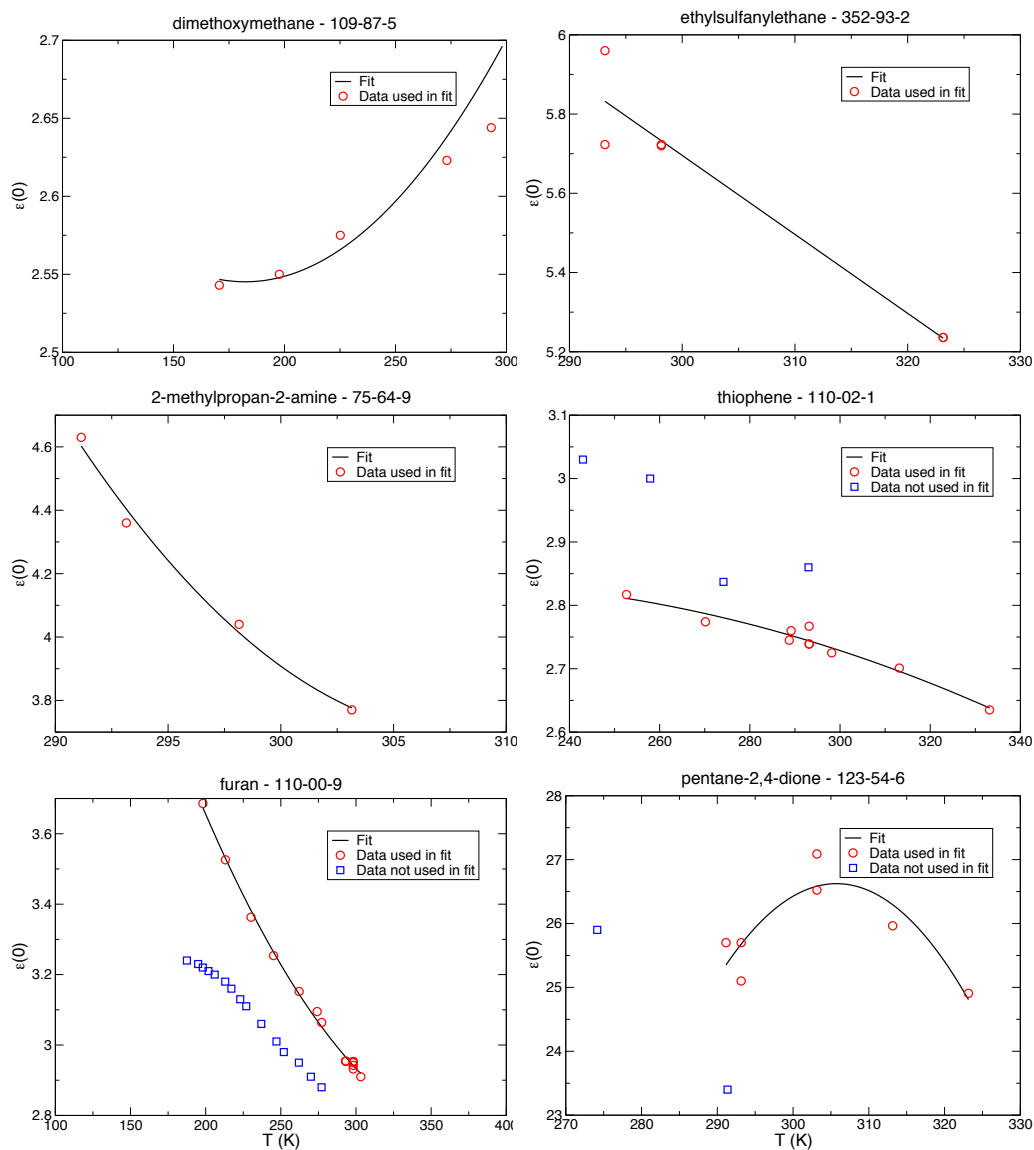 dimethoxymethane - 109-87-5
2.7
2.65
2.6
2.55
2.5
ε(0)
Fit
Data used in fit
100 150 200 250 300
ethylsulfanylethane - 352-93-2
6
5.8
5.6
5.4
5.2
ε(0)
Fit
Data used in fit
290 300 310 320 330
2-methylpropan-2-amine - 75-64-9
4.6
4.4
4.2
4
3.8
ε(0)
Fit
Data used in fit
290 295 300 305 310
thiophene - 110-02-1
3.1
3
2.9
2.8
2.7
2.6
ε(0)
Fit
Data used in fit
Data not used in fit
240 260 280 300 320 340
furan - 110-00-9
3.6
3.4
3.2
3
2.8
ε(0)
Fit
Data used in fit
Data not used in fit
100 150 200 250 300 350 400
T (K)
pentane-2,4-dione - 123-54-6
28
27
26
25
24
23
ε(0)
Fit
Data used in fit
Data not used in fit
270 280 290 300 310 320 330
T (K)